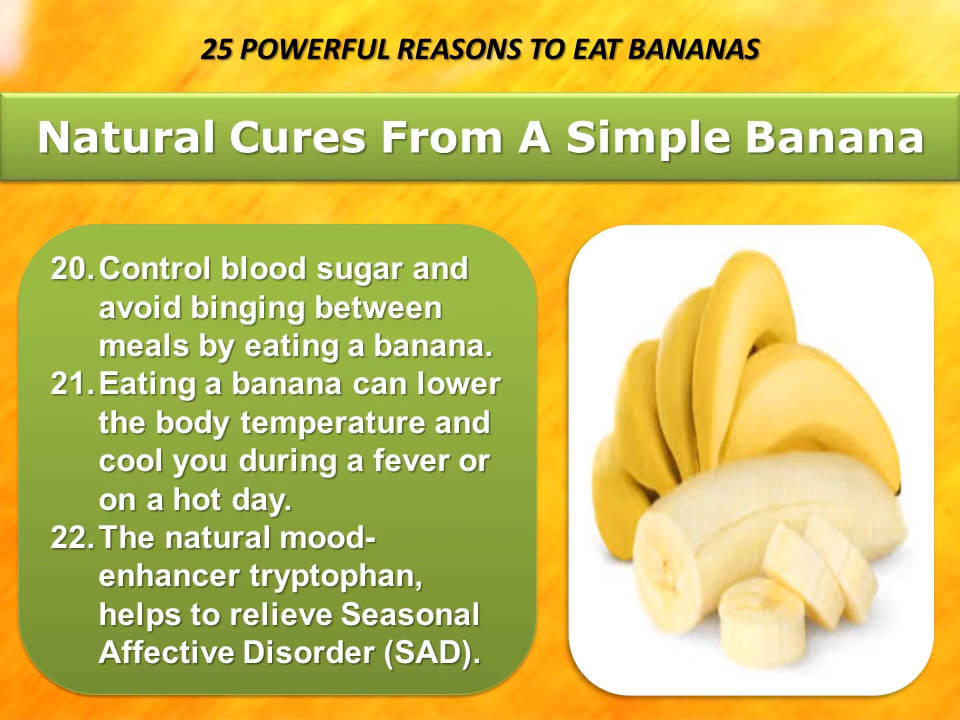 25 POWERFUL REASONS TO EAT BANANAS
Natural Cures From A Simple Banana
20. Control blood sugar and
avoid binging between
meals by eating a banana.
21. Eating a banana can lower
the body temperature and
cool you during a fever or
on a hot day.
22. The natural mood-
enhancer tryptophan,
helps to relieve Seasonal
Affective Disorder (SAD).